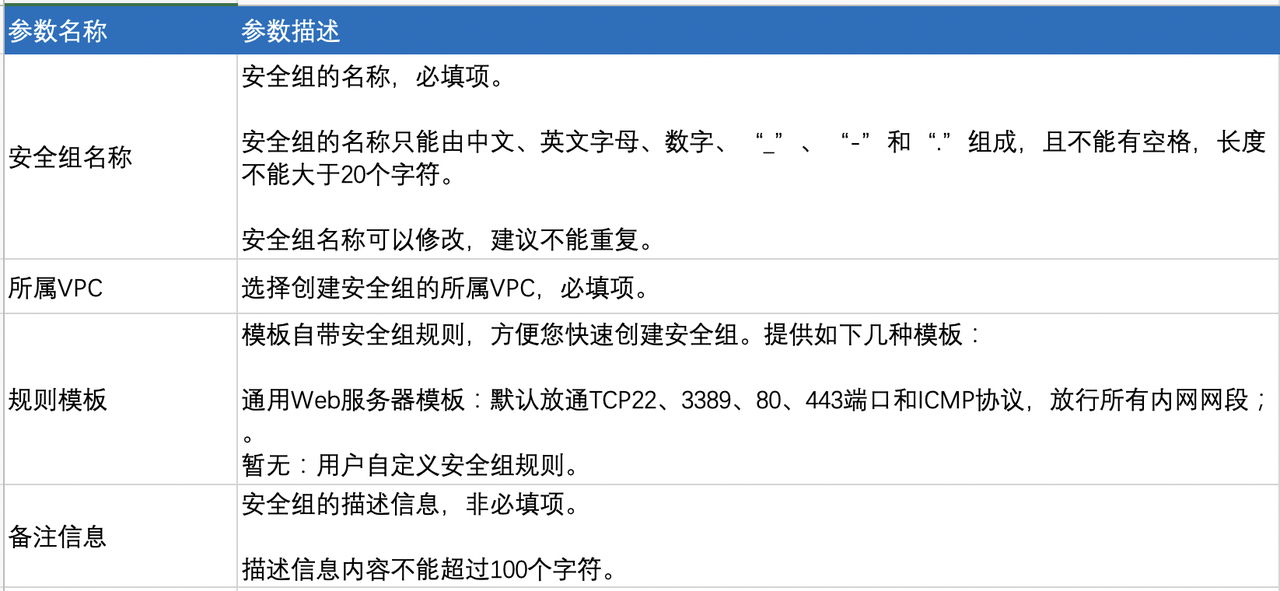 参数名称
参数描述
安全组名称
安全组的名称，必填项。
安全组的名称只能由中文、英文字母、数字、“_”、“-”和“.”组成，且不能有空格，长度
不能大于20个字符。
安全组名称可以修改，建议不能重复。
所属VPC
选择创建安全组的所属VPC，必填项。
规则模板
模板自带安全组规则，方便您快速创建安全组。提供如下几种模板：
通用Web服务器模板：默认放通TCP22、3389、80、443端口和ICMP协议，放行所有内网网段；
。
暂无：用户自定义安全组规则。
备注信息
安全组的描述信息，非必填项。
描述信息内容不能超过100个字符。